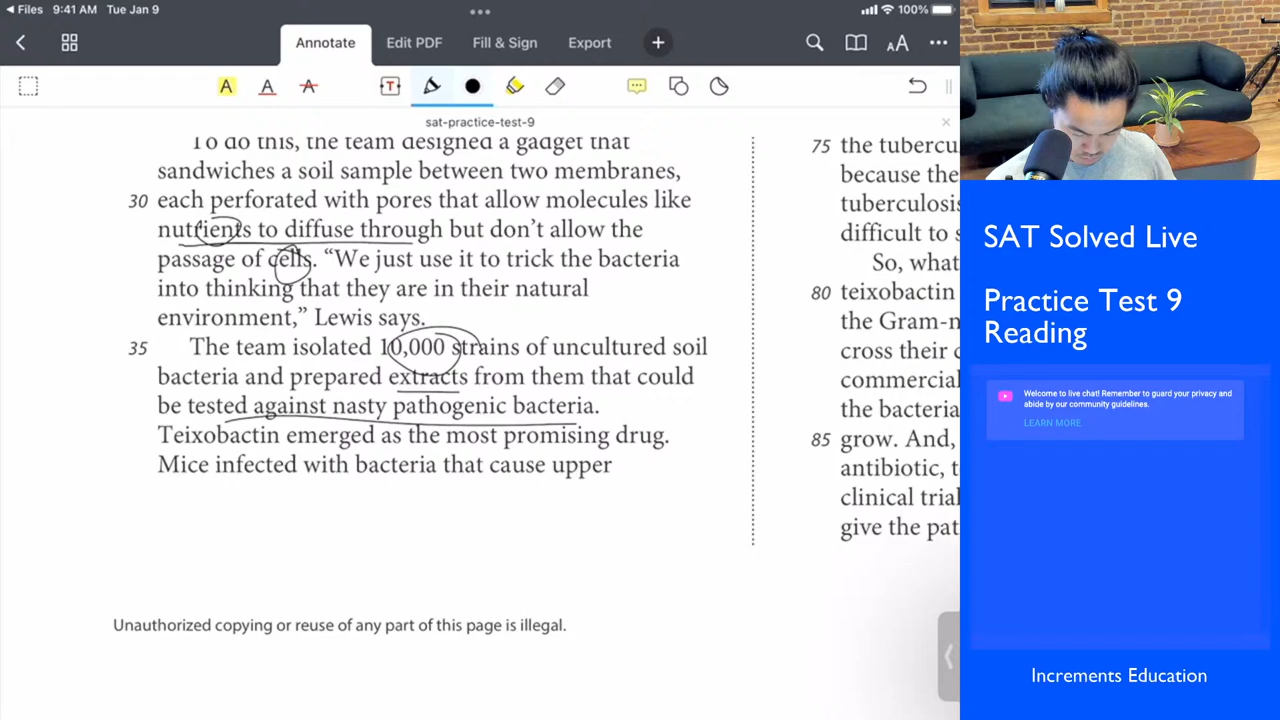 Files 9:41 AM Tue Jan 9
100%
Annotate
Edit PDF
Fill & Sign
Export
AA
A A A T
sat-practice-test-9
To do this, the team designed a gadget that
sandwiches a soil sample between two membranes,
30 each perforated with pores that allow molecules like
nutrients to diffuse through but don’t allow the
passage of cells. “We just use it to trick the bacteria
into thinking that they are in their natural
environment,” Lewis says.
35 The team isolated 10,000 strains of uncultured soil
bacteria and prepared extracts from them that could
be tested against nasty pathogenic bacteria.
Teixobactin emerged as the most promising drug.
Mice infected with bacteria that cause upper
75 the tubercu
because the
tuberculosis
difficult to s
So, what
80 teixobactin
the Gram-n
cross their c
commercial
the bacteria
85 grow. And,
antibiotic, t
clinical trial
give the pat
Unauthorized copying or reuse of any part of this page is illegal.
SAT Solved Live
Practice Test 9
Reading
Welcome to live chat! Remember to guard your privacy and
abide by our community guidelines.
LEARN MORE
Increments Education